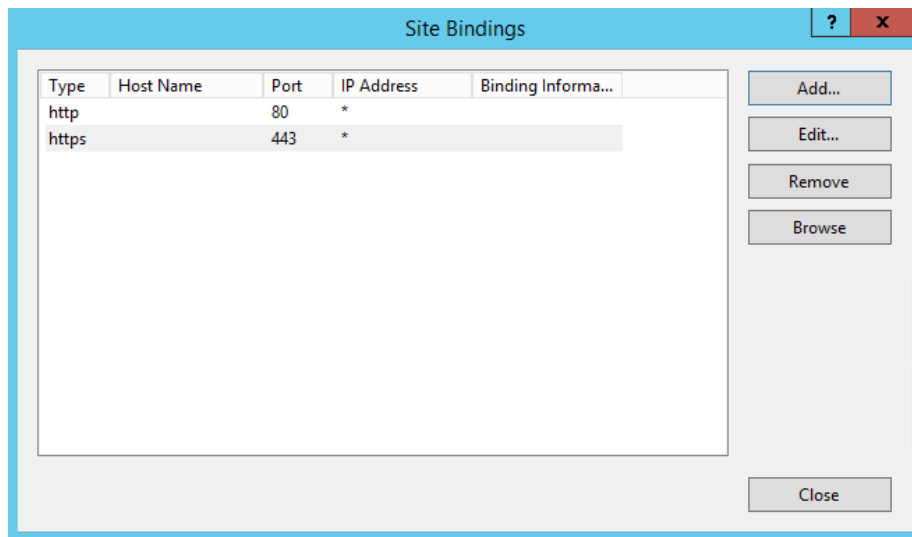 Site Bindings
? x
Type Host Name Port IP Address Binding Informa...
http 80 *
https 443 *
Add...
Edit...
Remove
Browse
Close